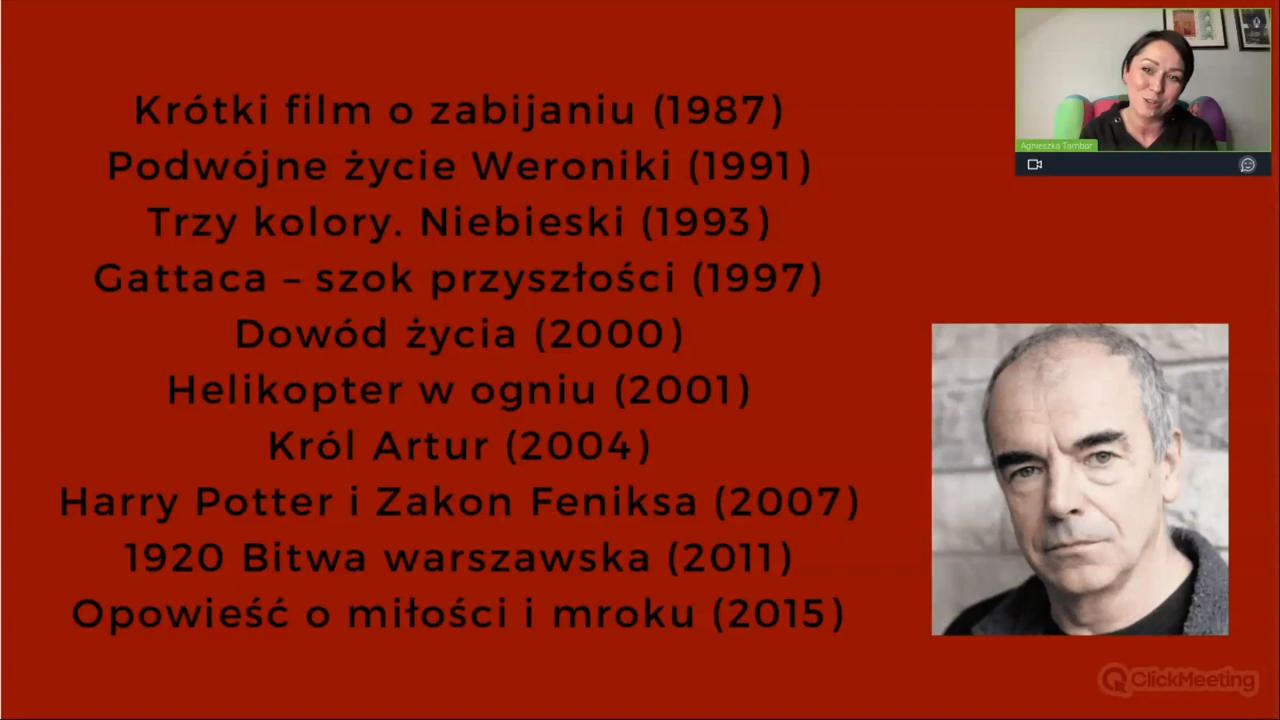 Krótki film o zabijaniu (1987)
Podwójne życie Weroniki (1991)
Trzy kolory. Niebieski (1993)
Gattaca – szok przyszłości (1997)
Dowód życia (2000)
Helikopter w ogniu (2001)
Król Artur (2004)
Harry Potter i Zakon Feniksa (2007)
1920 Bitwa warszawska (2011)
Opowieść o miłości i mroku (2015)
Agnieszka Tambor
ClickMeeting